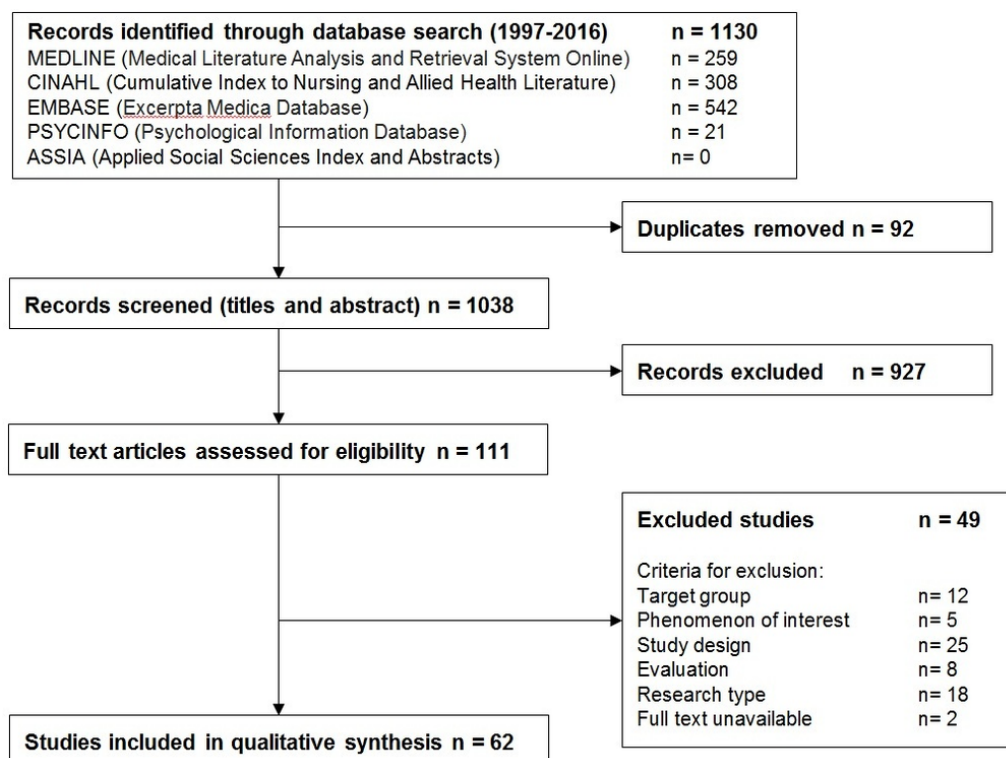 Records identified through database search (1997-2016) n = 1130
MEDLINE (Medical Literature Analysis and Retrieval System Online) n = 259
CINAHL (Cumulative Index to Nursing and Allied Health Literature) n = 308
EMBASE (Excerpta Medica Database) n = 542
PSYCINFO (Psychological Information Database) n = 21
ASSIA (Applied Social Sciences Index and Abstracts) n= 0
Duplicates removed n = 92
Records screened (titles and abstract) n = 1038
Records excluded n = 927
Full text articles assessed for eligibility n = 111
Excluded studies n = 49
Criteria for exclusion:
Target group n= 12
Phenomenon of interest n= 5
Study design n= 25
Evaluation n= 8
Research type n= 18
Full text unavailable n= 2
Studies included in qualitative synthesis n = 62